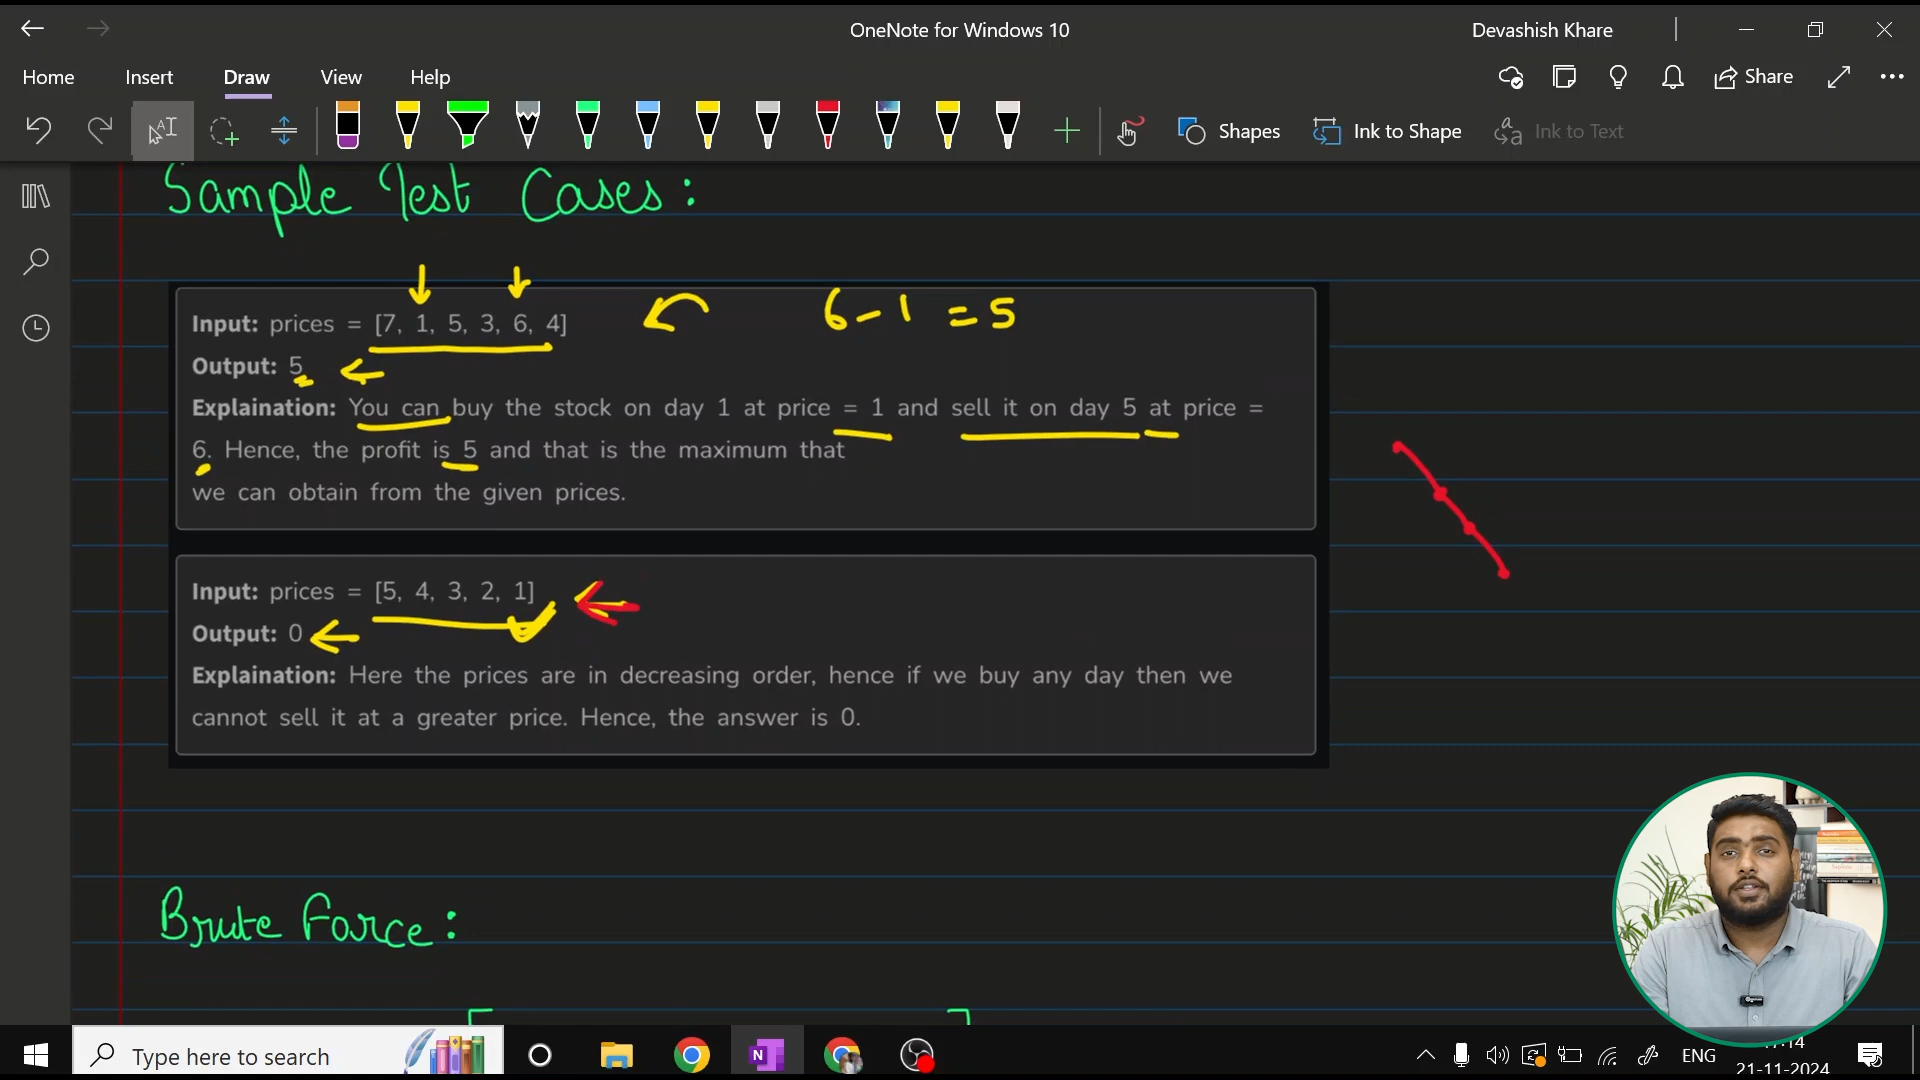 OneNote for Windows 10
Devashish Khare
Home Insert Draw View Help
Share
Shapes Ink to Shape Ink to Text
Sample Test Cases:
Input: prices = [7, 1, 5, 3, 6, 4] 6 - 1 = 5
Output: 5
Explaination: You can buy the stock on day 1 at price = 1 and sell it on day 5 at price =
6. Hence, the profit is 5 and that is the maximum that
we can obtain from the given prices.
Input: prices = [5, 4, 3, 2, 1]
Output: 0
Explaination: Here the prices are in decreasing order, hence if we buy any day then we
cannot sell it at a greater price. Hence, the answer is 0.
Brute Force:
Type here to search
ENG
21-11-2024